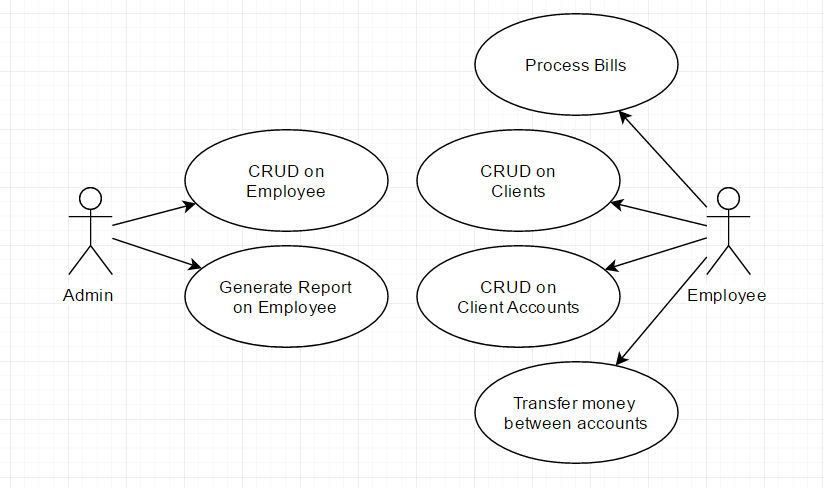 Process Bills
CRUD on
Employee
CRUD on
Clients
Admin
Generate Report
on Employee
CRUD on
Client Accounts
Employee
Transfer money
between accounts